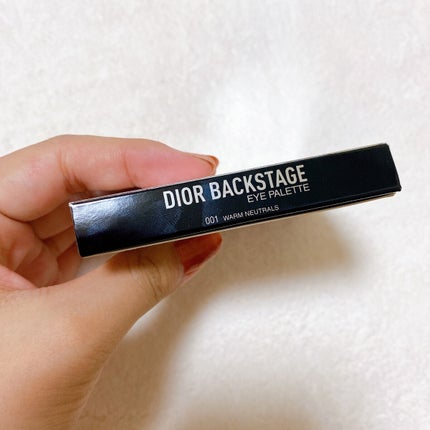 DIOR BACKSTAGE
EYE PALETTE
001 WARM NEUTRALS